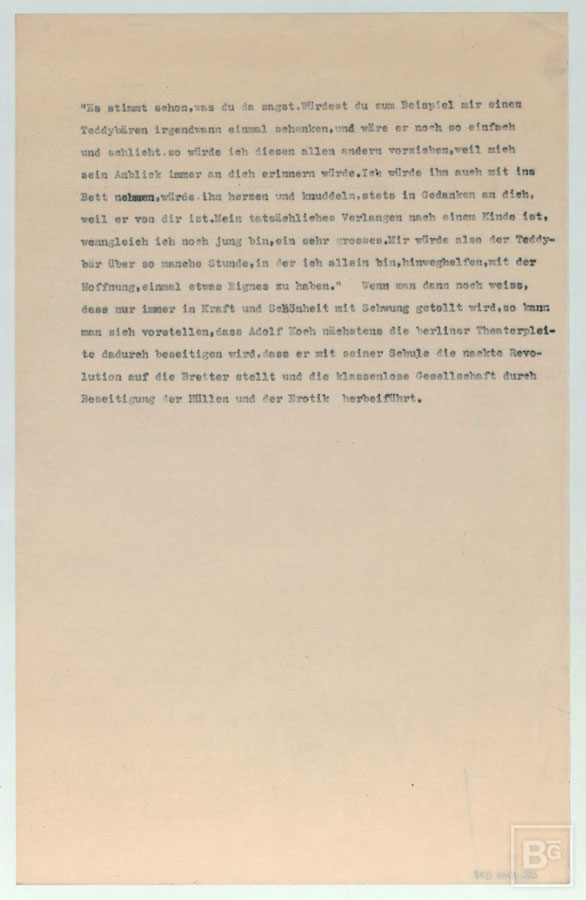 "Es stimmt schon,was du da sagst.Würdest du zum Beispiel mir einen
Teddybären irgendwann einmal schenken,und wäre er noch so einfach
und schlicht.so würde ich diesen allen andern vorziehen,weil mich
sein Anblick immer an dich erinnern würde.Ich würde ihn auch mit ins
Bett nehmen,würde ihn herzen und knuddeln,stets in Gedanken an dich,
weil er von dir ist.Mein tatsächliches Verlangen nach einem Kinde ist,
wenngleich ich noch jung bin,ein sehr grosses.Mir würde also der Teddy-
bär über so manche Stunde,in der ich allein bin,hinweghelfen,mit der
Hoffnung,einmal etwas Eignes zu haben." Wenn man dann noch weiss,
dass nur immer in Kraft und Schönheit mit Schwung getollt wird,so kann
man sich vorstellen,dass Adolf Koch nächstens die berliner Theaterplei-
te dadurch beseitigen wird.dass er mit seiner Schule die nackte Revo-
lution auf die Bretter stellt und die klassenlose Gesellschaft durch
Beseitigung der Hüllen und der Erotik herbeiführt.
BG